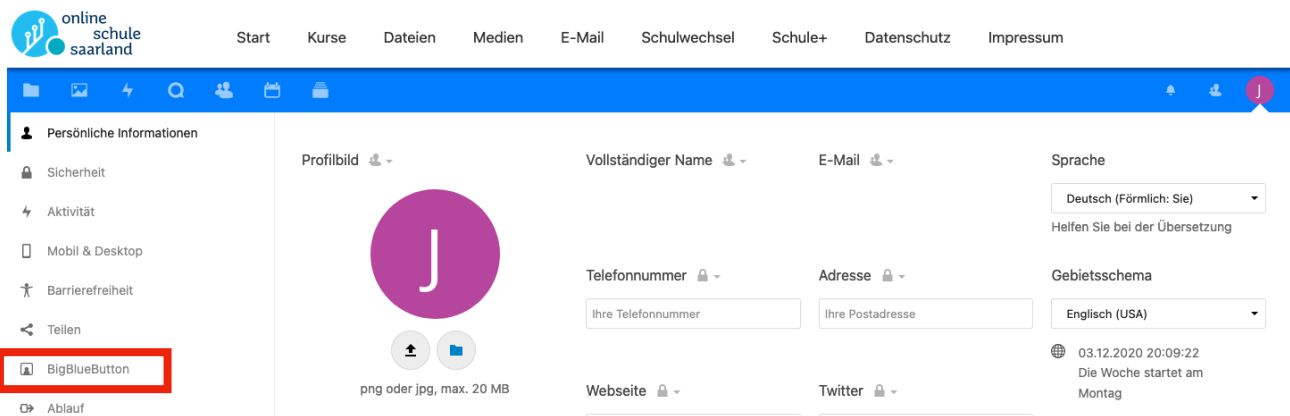 online
schule
saarland
Start Kurse Dateien Medien E-Mail Schulwechsel Schule+ Datenschutz Impressum
J
Persönliche Informationen
Sicherheit
Aktivität
Mobil & Desktop
Barrierefreiheit
Teilen
BigBlueButton
Ablauf
Profilbild
J
png oder jpg, max. 20 MB
Vollständiger Name
E-Mail
Sprache
Deutsch (Förmlich: Sie)
Helfen Sie bei der Übersetzung
Telefonnummer
Ihre Telefonnummer
Adresse
Ihre Postadresse
Gebietsschema
Englisch (USA)
03.12.2020 20:09:22
Die Woche startet am
Montag
Webseite
Twitter